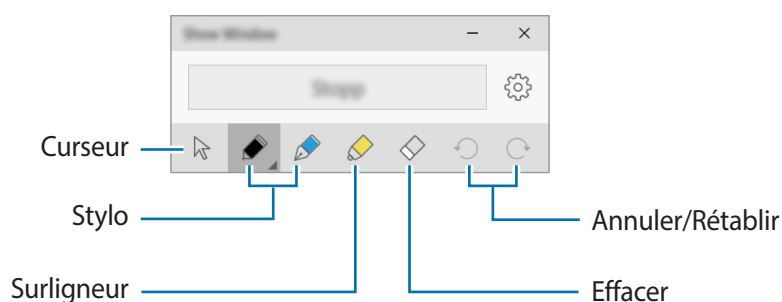 Curseur
Stylo
Annuler/Rétablir
Surligneur
Effacer